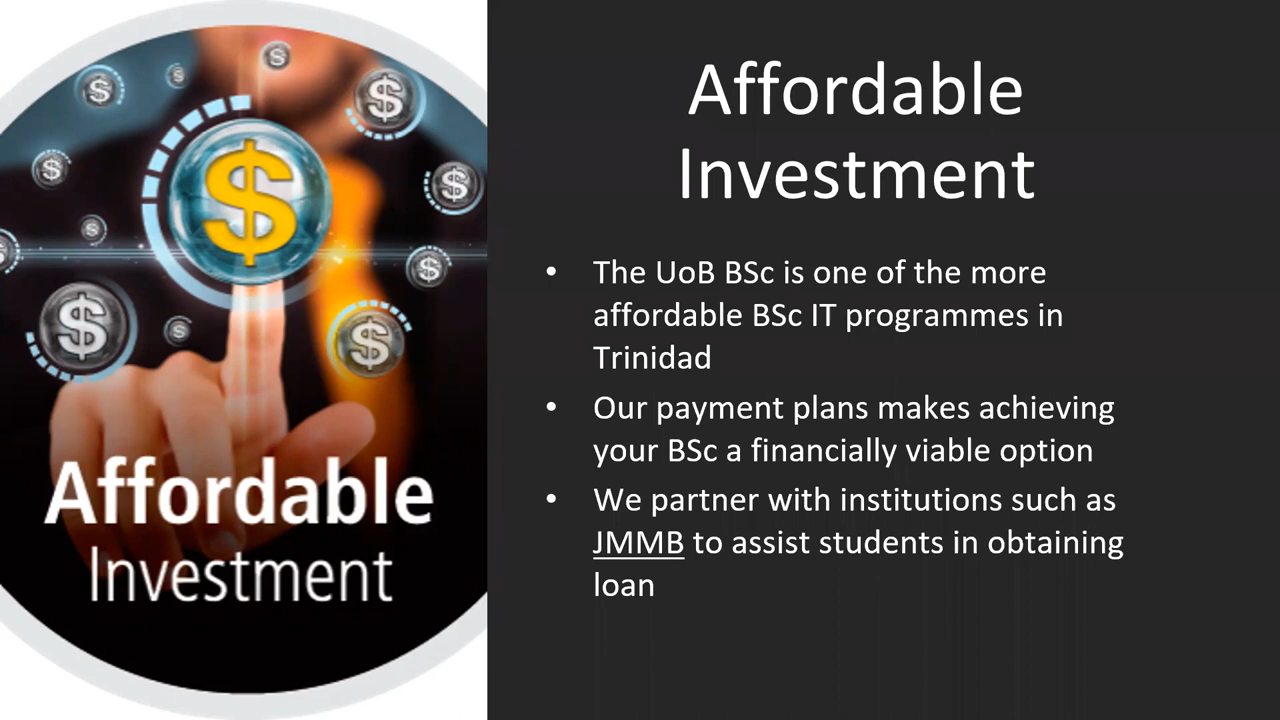 Affordable
Investment
Affordable
Investment
• The UoB BSc is one of the more
affordable BSc IT programmes in
Trinidad
• Our payment plans makes achieving
your BSc a financially viable option
• We partner with institutions such as
JMMB to assist students in obtaining
loan
$
$
$
$
$
$
$
$
$
$
$
$